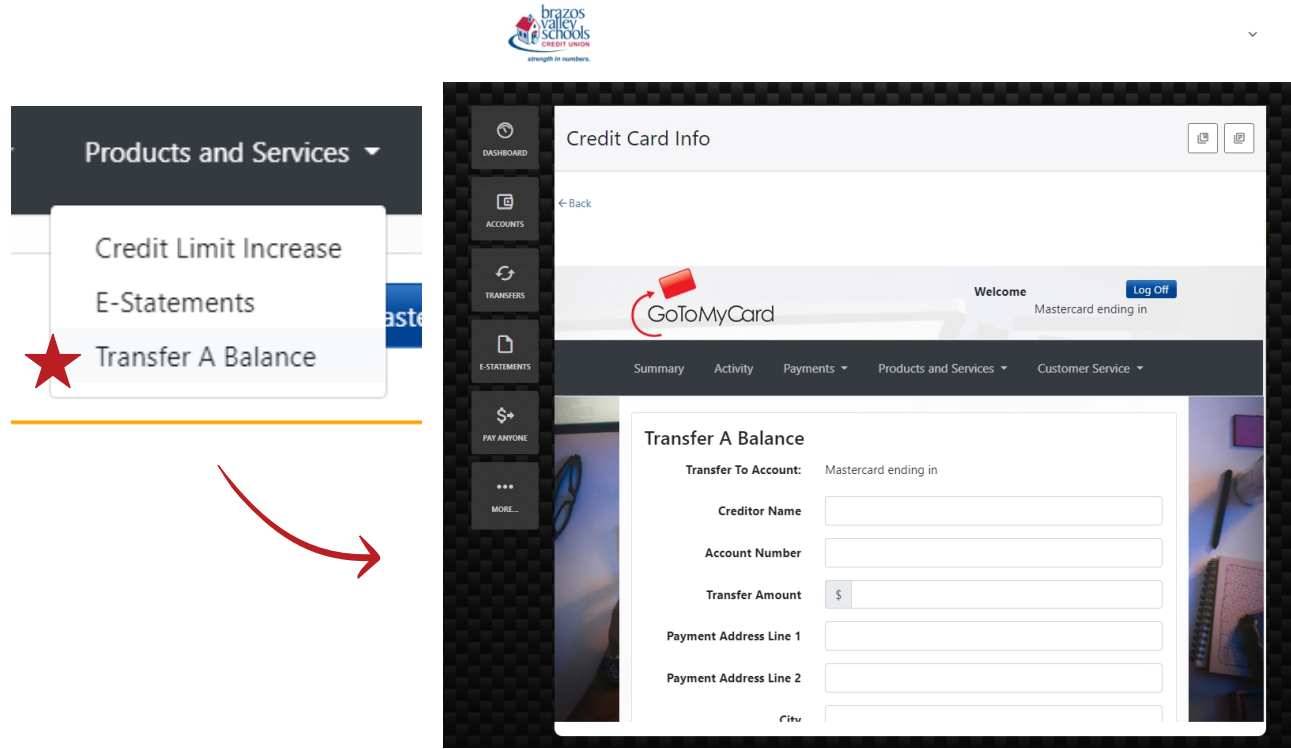 brazos
valley
schools
CREDIT UNION
strength in numbers.
Products and Services
Credit Limit Increase
E-Statements
Transfer A Balance
DASHBOARD
ACCOUNTS
TRANSFERS
E-STATEMENTS
PAY ANYONE
MORE...
Credit Card Info
Back
GoToMyCard
Welcome
Log Off
Mastercard ending in
Summary Activity Payments Products and Services Customer Service
Transfer A Balance
Transfer To Account: Mastercard ending in
Creditor Name
Account Number
Transfer Amount $
Payment Address Line 1
Payment Address Line 2
City